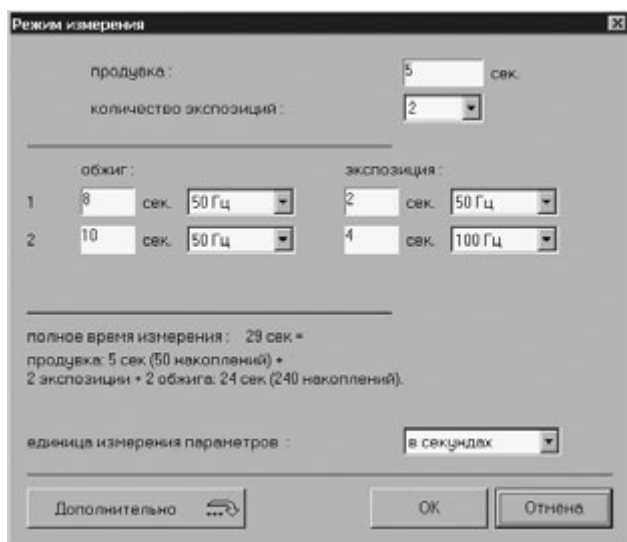 Режим измерения
продувка : 5 сек.
количество экспозиций : 2
обжиг : экспозиция :
1 8 сек. 50 Гц 2 сек. 50 Гц
2 10 сек. 50 Гц 4 сек. 100 Гц
полное время измерения : 29 сек =
продувка: 5 сек (50 накоплений) +
2 экспозиции + 2 обжига: 24 сек (240 накоплений).
единица измерения параметров : в секундах
Дополнительно OK Отмена